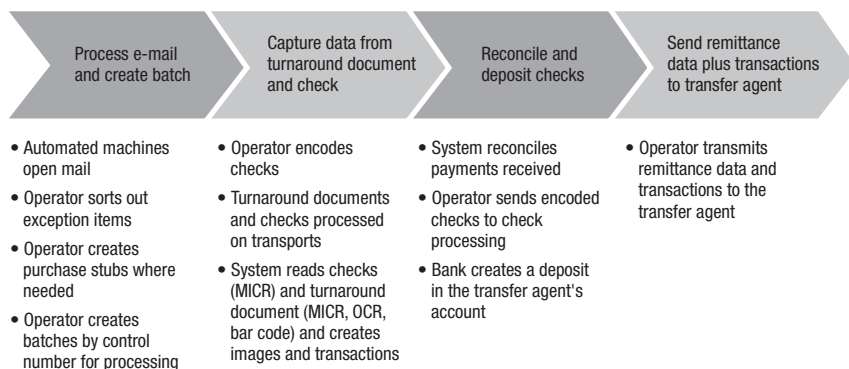 Process e-mail
and create batch
Capture data from
turnaround document
and check
Reconcile and
deposit checks
Send remittance
data plus transactions
to transfer agent
• Automated machines
open mail
• Operator sorts out
exception items
• Operator creates
purchase stubs where
needed
• Operator creates
batches by control
number for processing
• Operator encodes
checks
• Turnaround documents
and checks processed
on transports
• System reads checks
(MICR) and turnaround
document (MICR, OCR,
bar code) and creates
images and transactions
• System reconciles
payments received
• Operator sends encoded
checks to check
processing
• Bank creates a deposit
in the transfer agent's
account
• Operator transmits
remittance data and
transactions to the
transfer agent